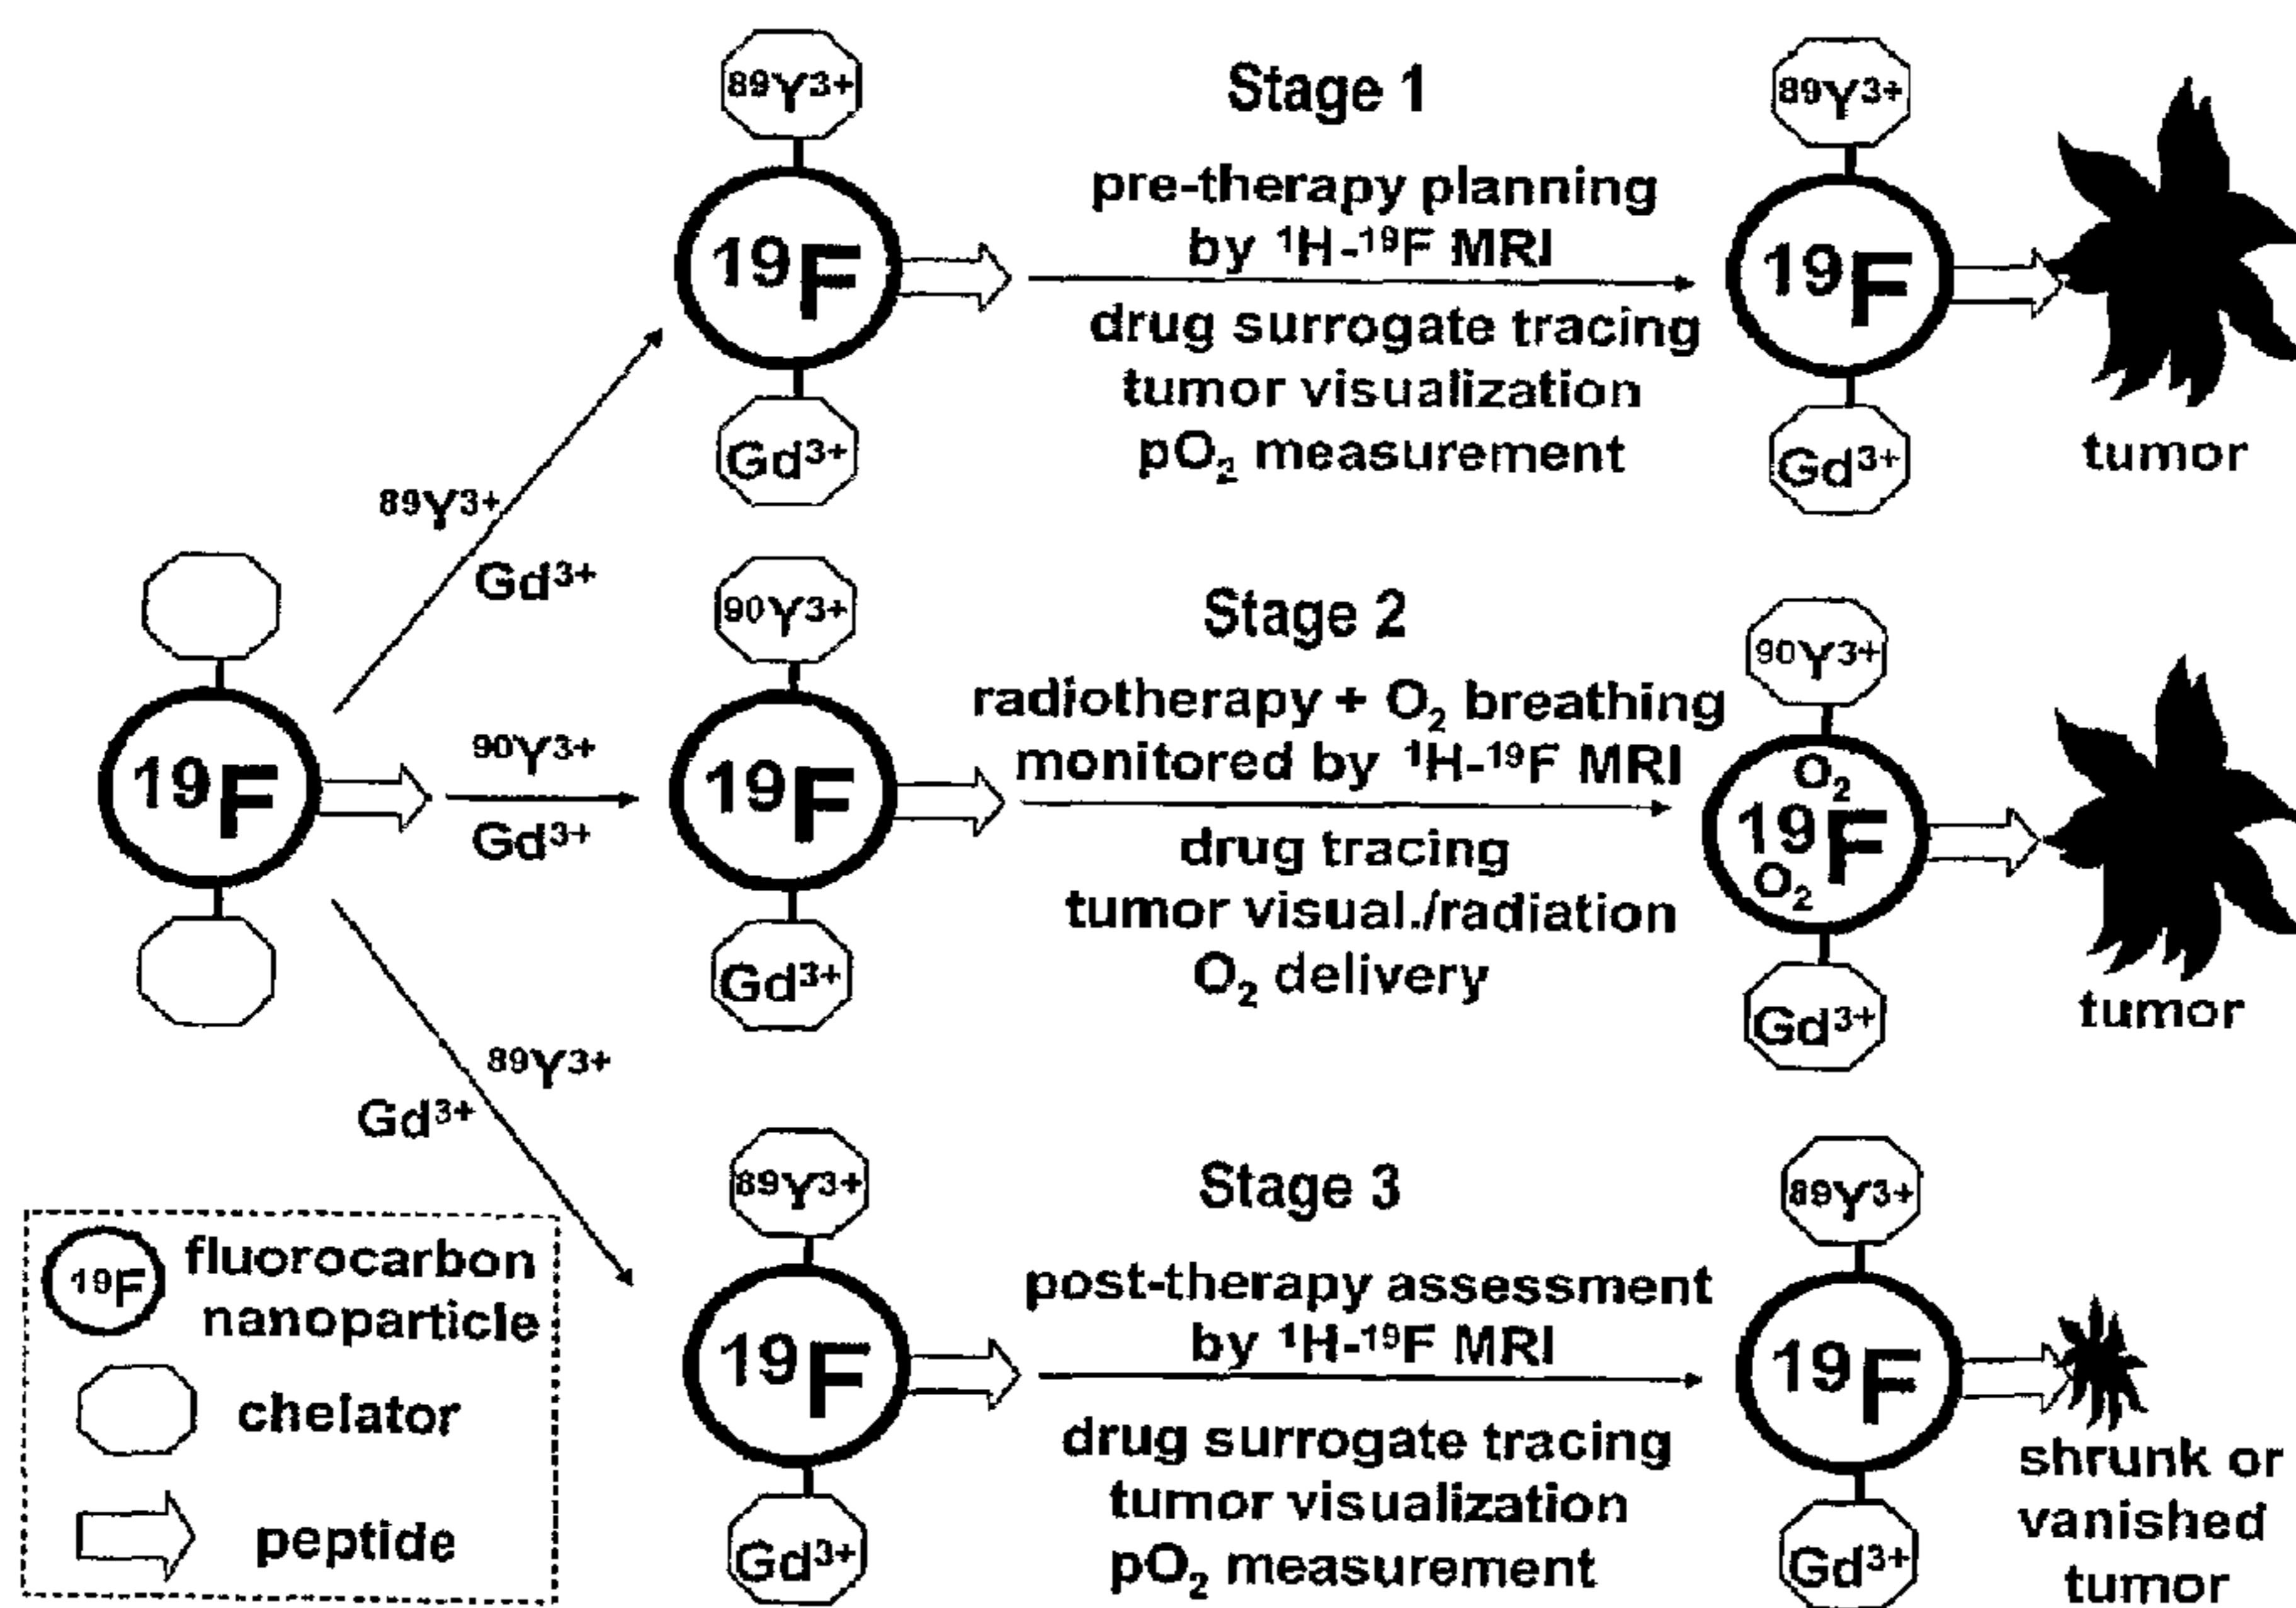 ⁸⁹Y³⁺
Stage 1
⁸⁹Y³⁺
¹⁹F
pre-therapy planning
by ¹H-¹⁹F MRI
¹⁹F
drug surrogate tracing
tumor visualization
pO₂ measurement
Gd³⁺
Gd³⁺
tumor
⁸⁹Y³⁺
Gd³⁺
⁹⁰Y³⁺
Stage 2
⁹⁰Y³⁺
¹⁹F
⁹⁰Y³⁺
Gd³⁺
¹⁹F
radiotherapy + O₂ breathing
monitored by ¹H-¹⁹F MRI
O₂
¹⁹F
O₂
drug tracing
tumor visual./radiation
O₂ delivery
Gd³⁺
Gd³⁺
tumor
⁸⁹Y³⁺
Gd³⁺
⁸⁹Y³⁺
Stage 3
⁸⁹Y³⁺
¹⁹F
post-therapy assessment
by ¹H-¹⁹F MRI
¹⁹F
drug surrogate tracing
tumor visualization
pO₂ measurement
Gd³⁺
Gd³⁺
shrunk or
vanished
tumor
¹⁹F
fluorocarbon
nanoparticle
chelator
peptide